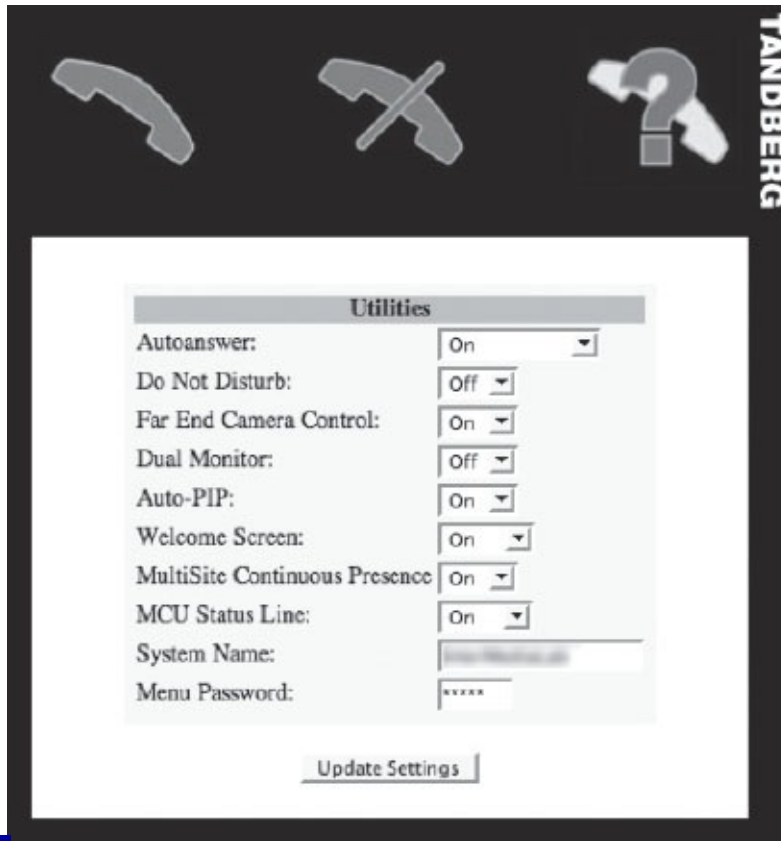 TANDBERG
Utilities
Autoanswer: On
Do Not Disturb: Off
Far End Camera Control: On
Dual Monitor: Off
Auto-PIP: On
Welcome Screen: On
MultiSite Continuous Presence On
MCU Status Line: On
System Name:
Menu Password: *****
Update Settings